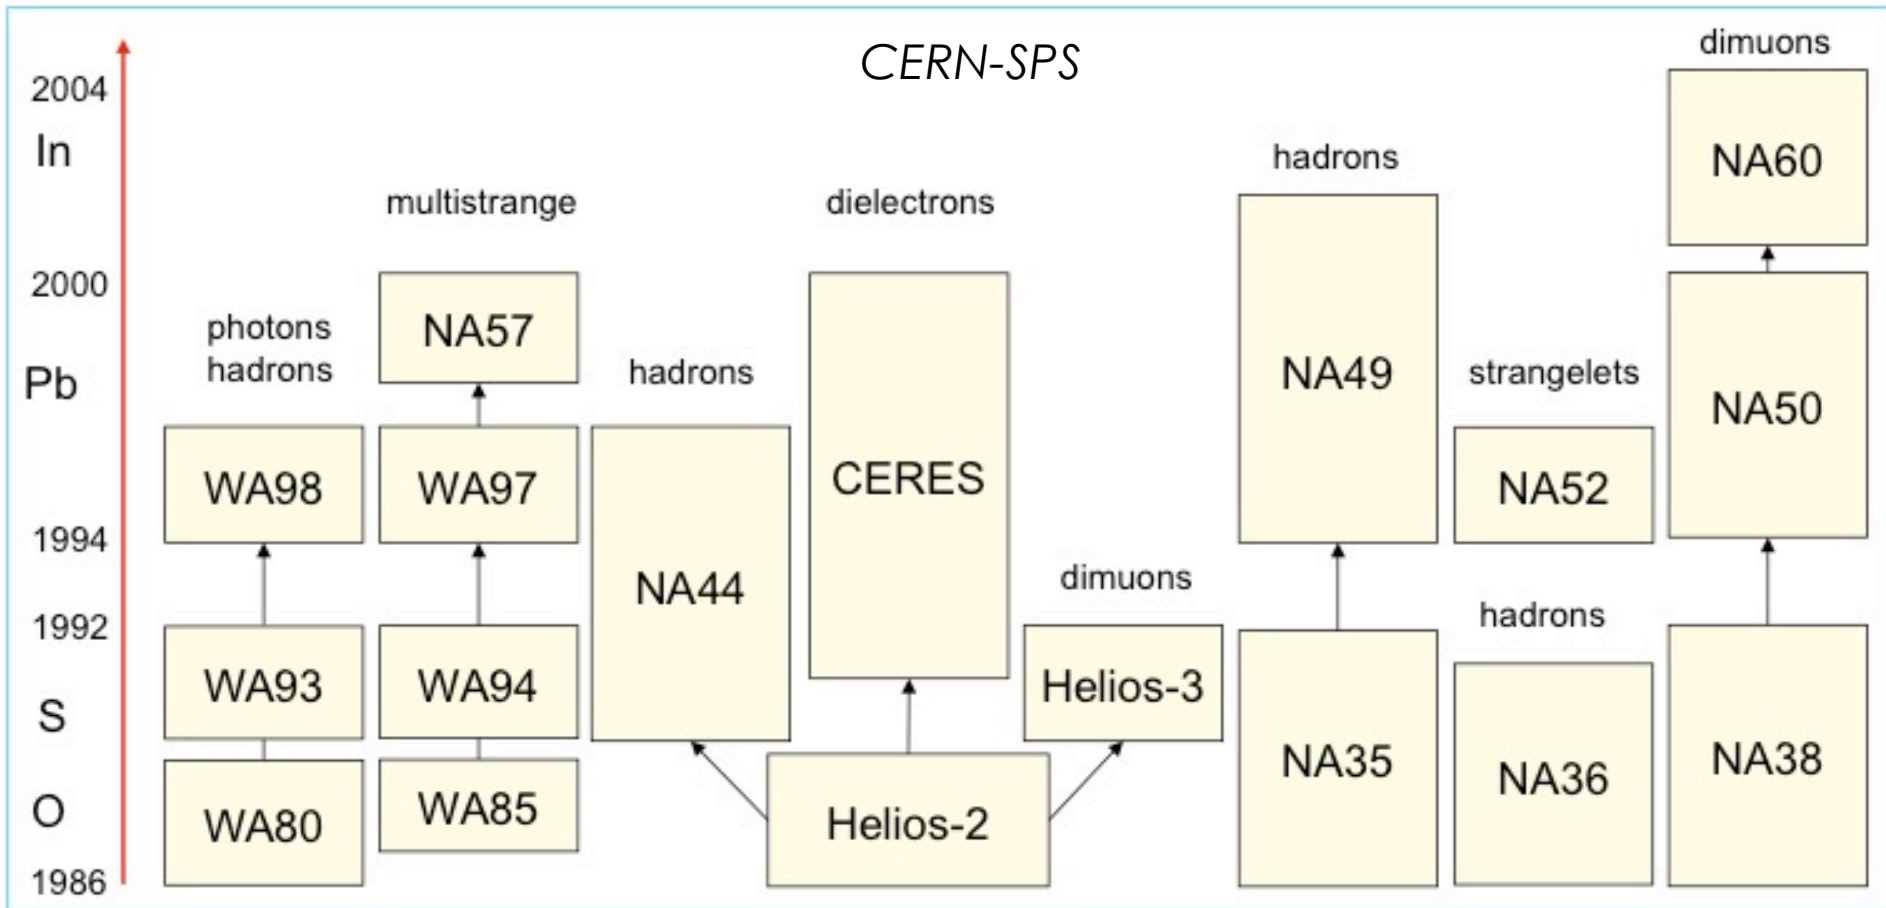 CERN-SPS
2004
In
2000
Pb
1994
1992
S
O
1986
photons
hadrons
WA98
WA93
WA80
multistrange
NA57
WA97
WA94
WA85
hadrons
NA44
dielectrons
CERES
Helios-2
dimuons
Helios-3
hadrons
NA49
NA35
strangelets
NA52
hadrons
NA36
dimuons
NA60
NA50
NA38